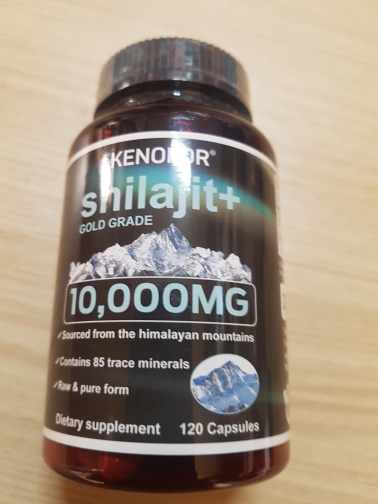 shilajit+
GOLD GRADE
10,000MG
Sourced from the himalayan mountains
Contains 85 trace minerals
Raw & pure form
Dietary supplement 120 Capsules